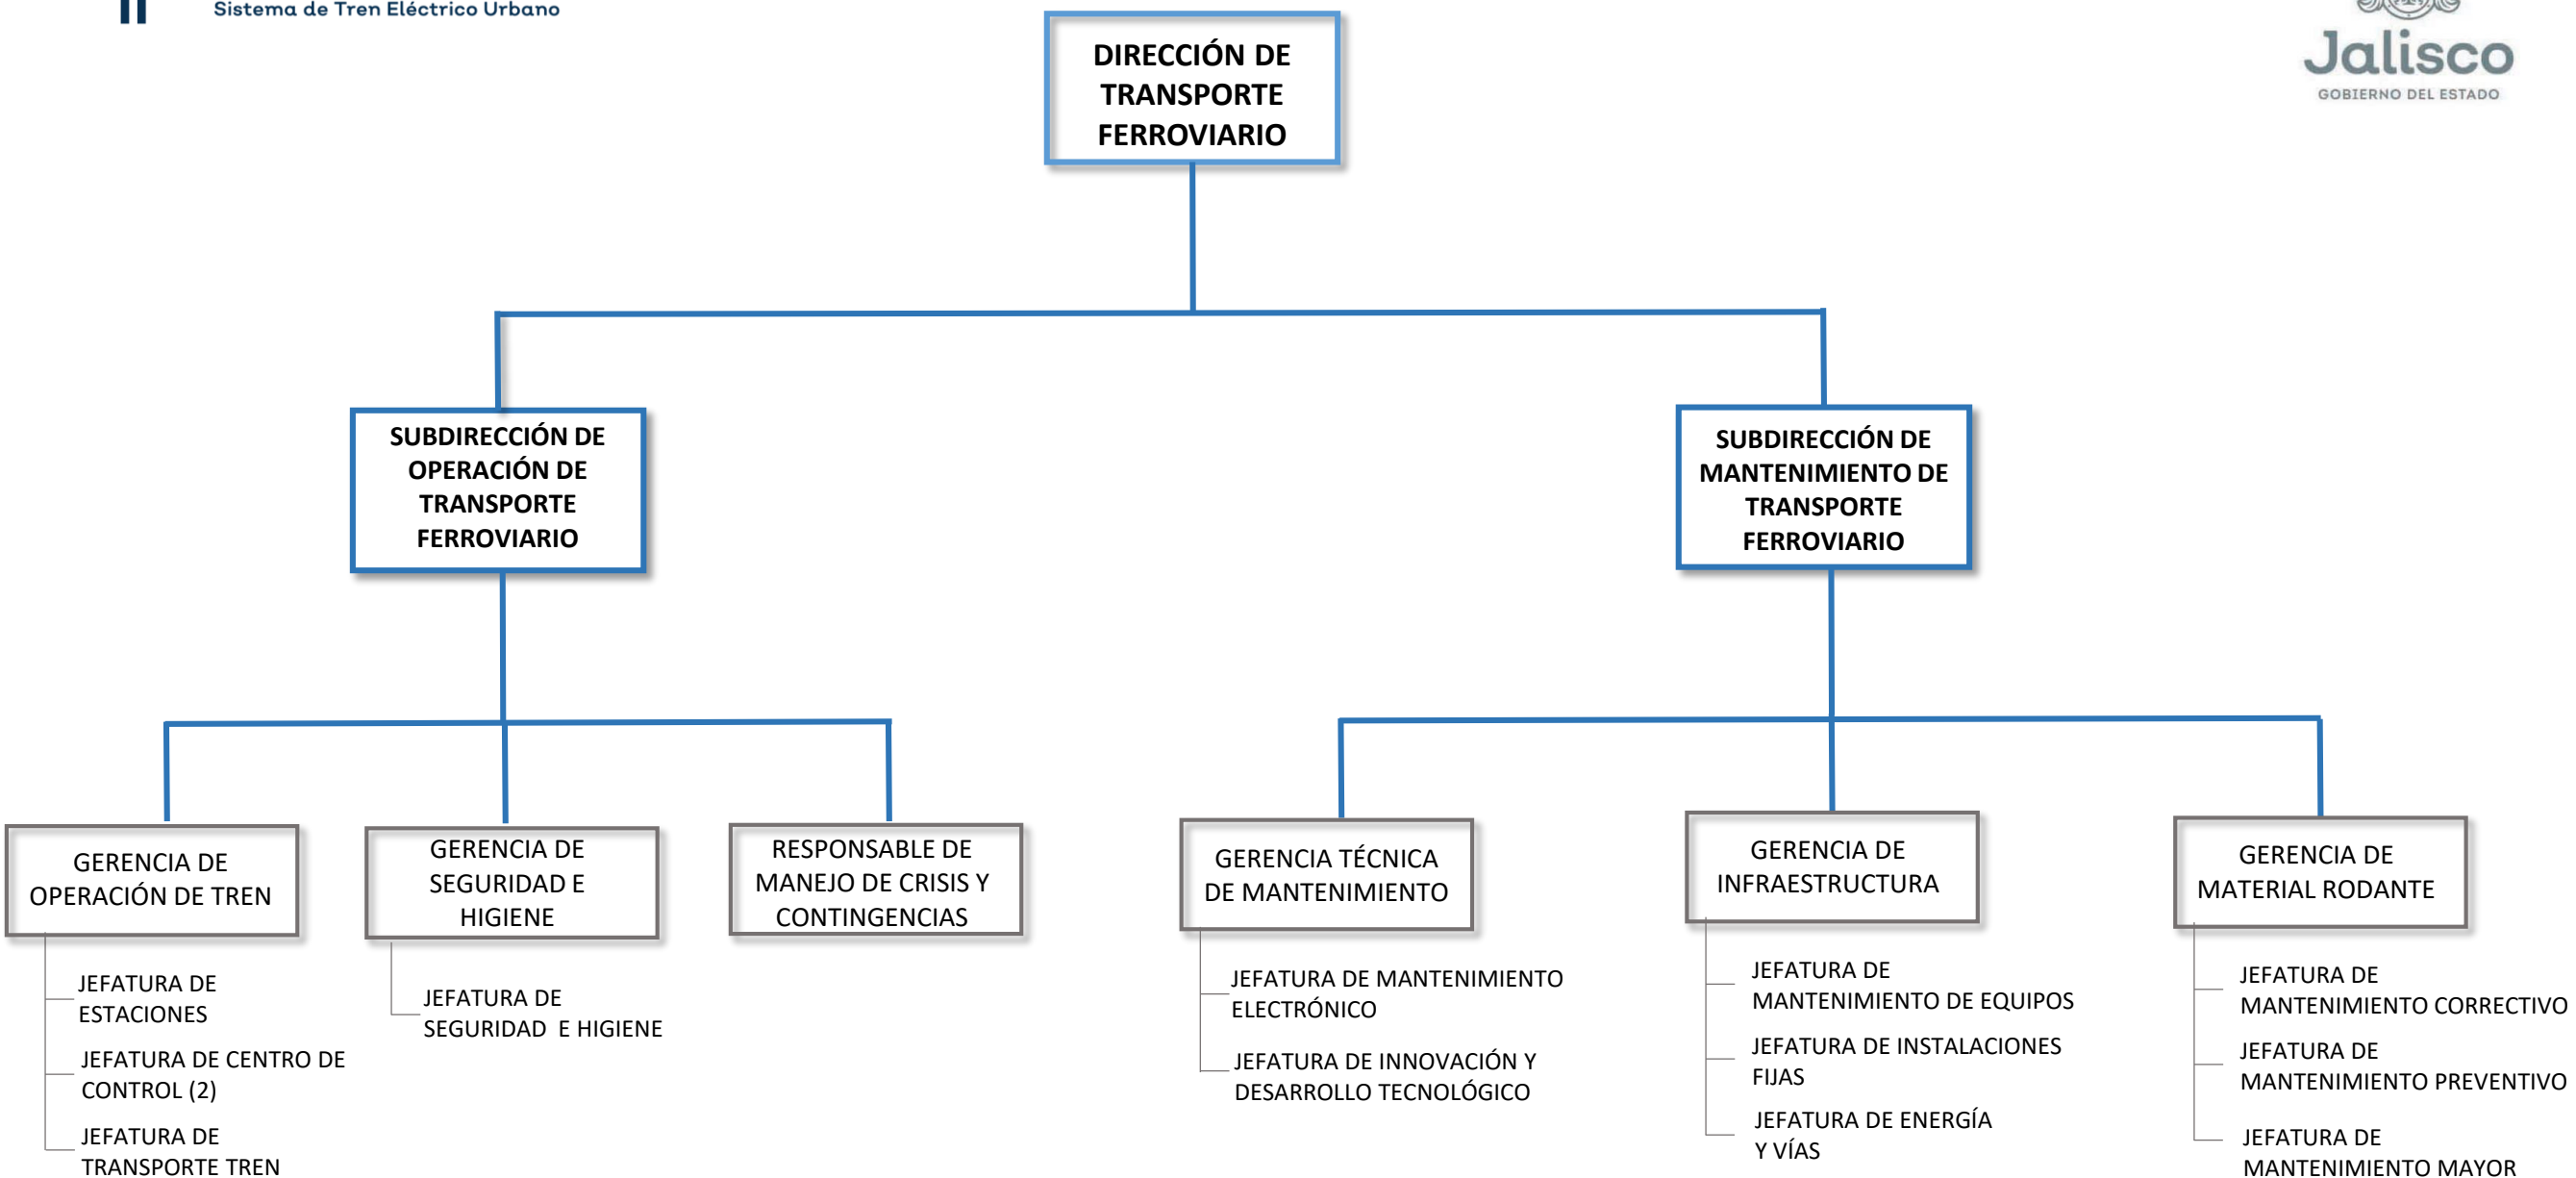 Sistema de Tren Eléctrico Urbano
Jalisco
GOBIERNO DEL ESTADO
DIRECCIÓN DE
TRANSPORTE
FERROVIARIO
SUBDIRECCIÓN DE
OPERACIÓN DE
TRANSPORTE
FERROVIARIO
SUBDIRECCIÓN DE
MANTENIMIENTO DE
TRANSPORTE
FERROVIARIO
GERENCIA DE
OPERACIÓN DE TREN
JEFATURA DE
ESTACIONES
JEFATURA DE CENTRO DE
CONTROL (2)
JEFATURA DE
TRANSPORTE TREN
GERENCIA DE
SEGURIDAD E
HIGIENE
JEFATURA DE
SEGURIDAD  E HIGIENE
RESPONSABLE DE
MANEJO DE CRISIS Y
CONTINGENCIAS
GERENCIA TÉCNICA
DE MANTENIMIENTO
JEFATURA DE MANTENIMIENTO
ELECTRÓNICO
JEFATURA DE INNOVACIÓN Y
DESARROLLO TECNOLÓGICO
GERENCIA DE
INFRAESTRUCTURA
JEFATURA DE
MANTENIMIENTO DE EQUIPOS
JEFATURA DE INSTALACIONES
FIJAS
JEFATURA DE ENERGÍA
Y VÍAS
GERENCIA DE
MATERIAL RODANTE
JEFATURA DE
MANTENIMIENTO CORRECTIVO
JEFATURA DE
MANTENIMIENTO PREVENTIVO
JEFATURA DE
MANTENIMIENTO MAYOR